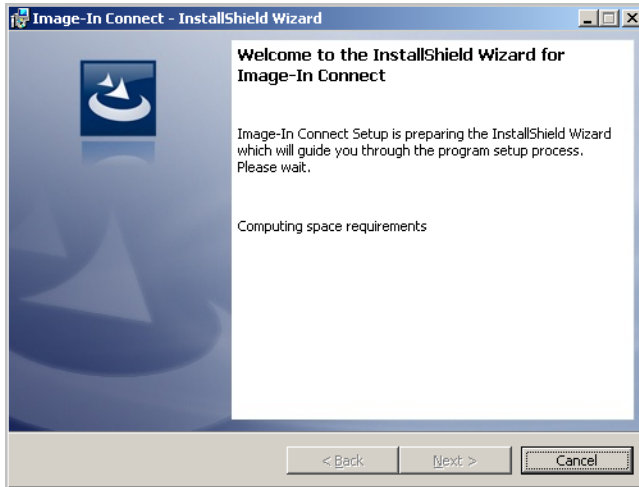 Image-In Connect - InstallShield Wizard
Welcome to the InstallShield Wizard for
Image-In Connect
Image-In Connect Setup is preparing the InstallShield Wizard
which will guide you through the program setup process.
Please wait.
Computing space requirements
< Back
Next >
Cancel